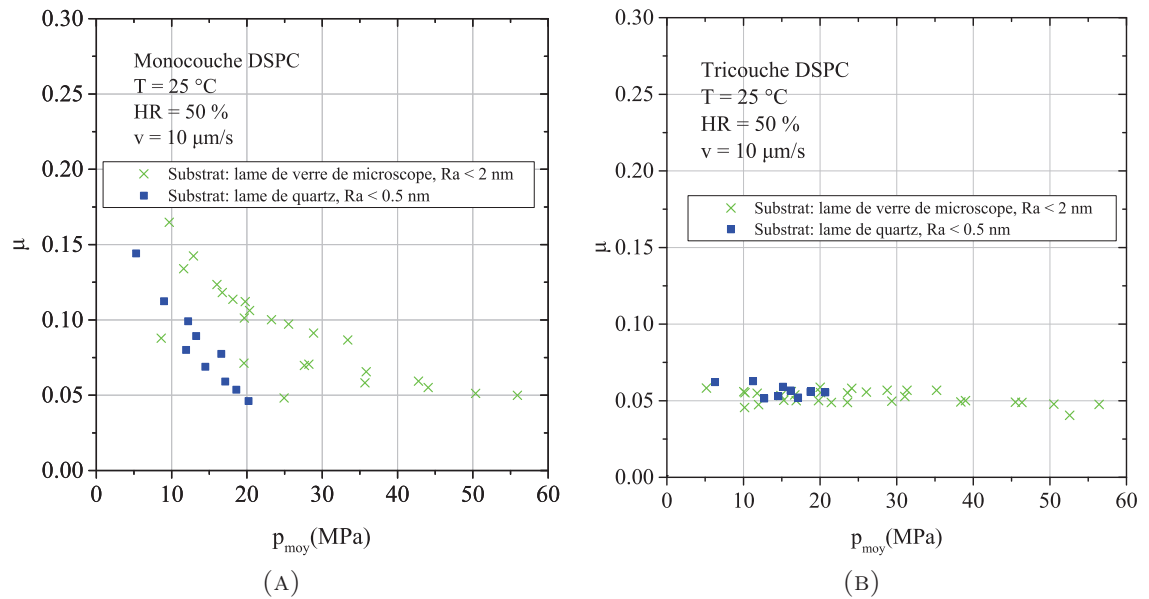 0.30
0.25
0.20
0.15
0.10
0.05
0.00
μ
Monocouche DSPC
T = 25 °C
HR = 50 %
v = 10 μm/s
Substrat: lame de verre de microscope, Ra < 2 nm
Substrat: lame de quartz, Ra < 0.5 nm
0 10 20 30 40 50 60
p_moy(MPa)
(A)
0.30
0.25
0.20
0.15
0.10
0.05
0.00
μ
Tricouche DSPC
T = 25 °C
HR = 50 %
v = 10 μm/s
Substrat: lame de verre de microscope, Ra < 2 nm
Substrat: lame de quartz, Ra < 0.5 nm
0 10 20 30 40 50 60
p_moy(MPa)
(B)